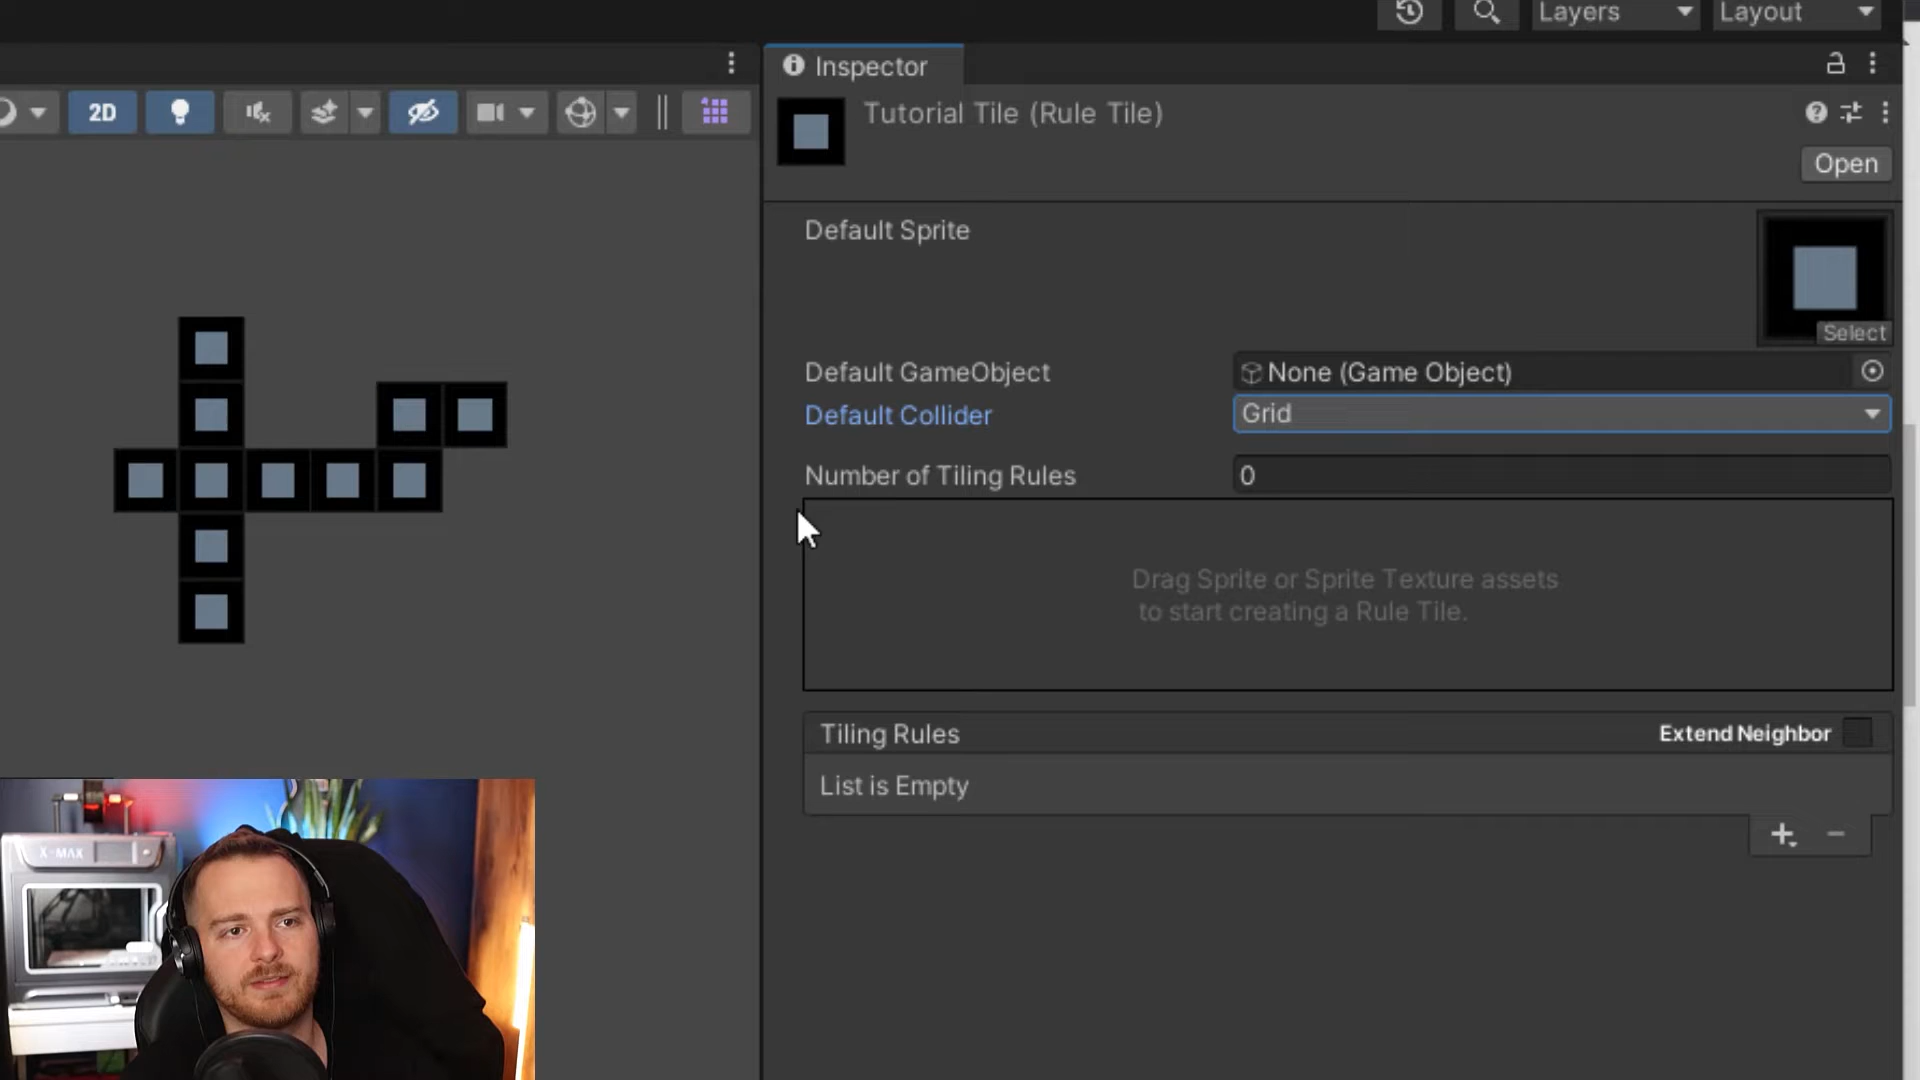 Layers
Layout
Inspector
2D
Tutorial Tile (Rule Tile)
Open
Default Sprite
Select
Default GameObject
None (Game Object)
Default Collider
Grid
Number of Tiling Rules
0
Drag Sprite or Sprite Texture assets
to start creating a Rule Tile.
Tiling Rules
Extend Neighbor
List is Empty
X-MAX